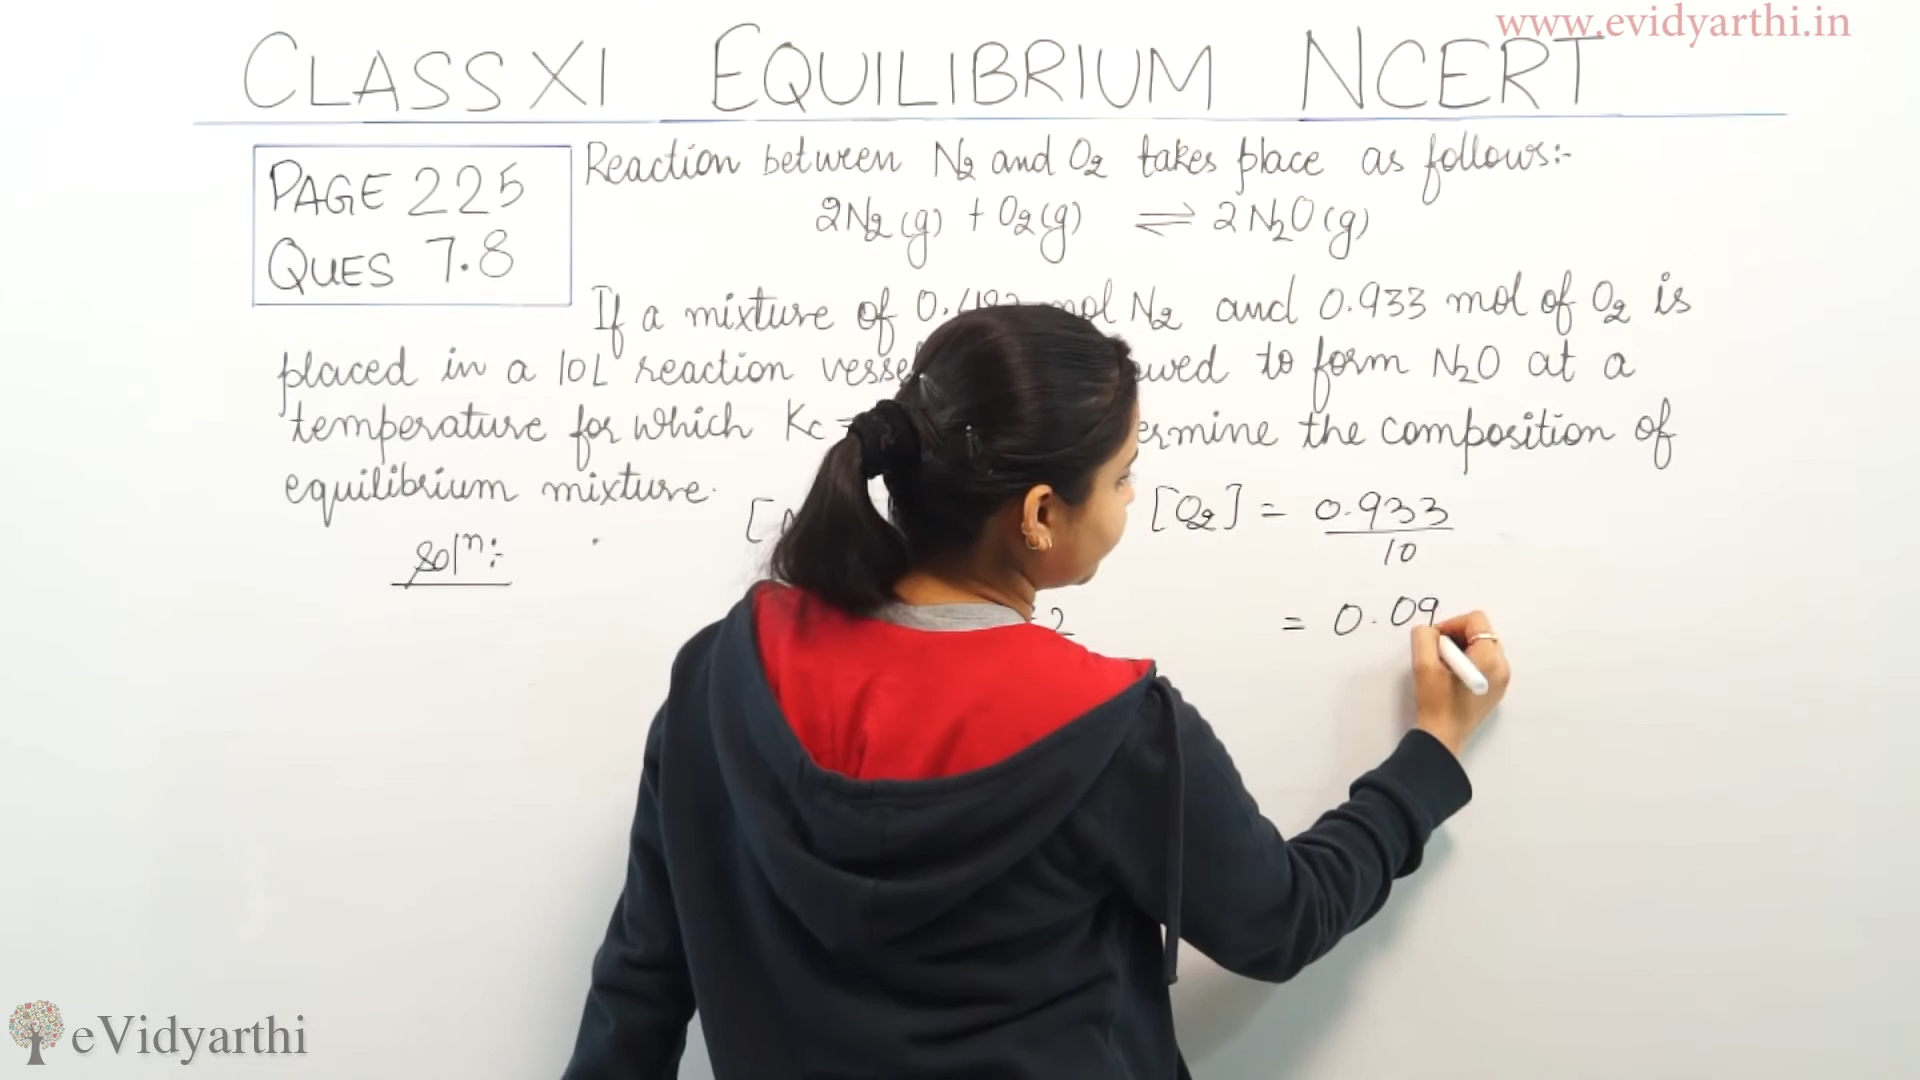 www.evidyarthi.in
CLASS XI EQUILIBRIUM NCERT
PAGE 225
QUES 7.8
Reaction between N2 and O2 takes place as follows:-
2N2(g) + O2(g) ⇌ 2N2O(g)
If a mixture of 0. mol N2 and 0.933 mol of O2 is
placed in a 10L reaction to form N2O at a
temperature for which Kc the composition of
equilibrium mixture.
[O2] = 0.933
10
Solⁿ:
= 0.09
eVidyarthi